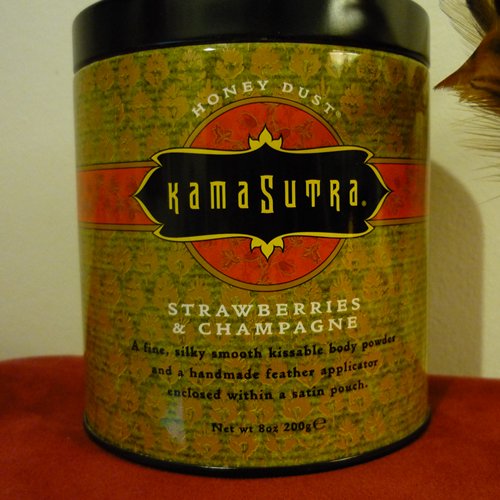 HONEY DUST®
KAMASUTRA®
STRAWBERRIES
& CHAMPAGNE
A fine, silky smooth kissable body powder
and a handmade feather applicator
enclosed within a satin pouch.
Net wt 8oz 200g℮